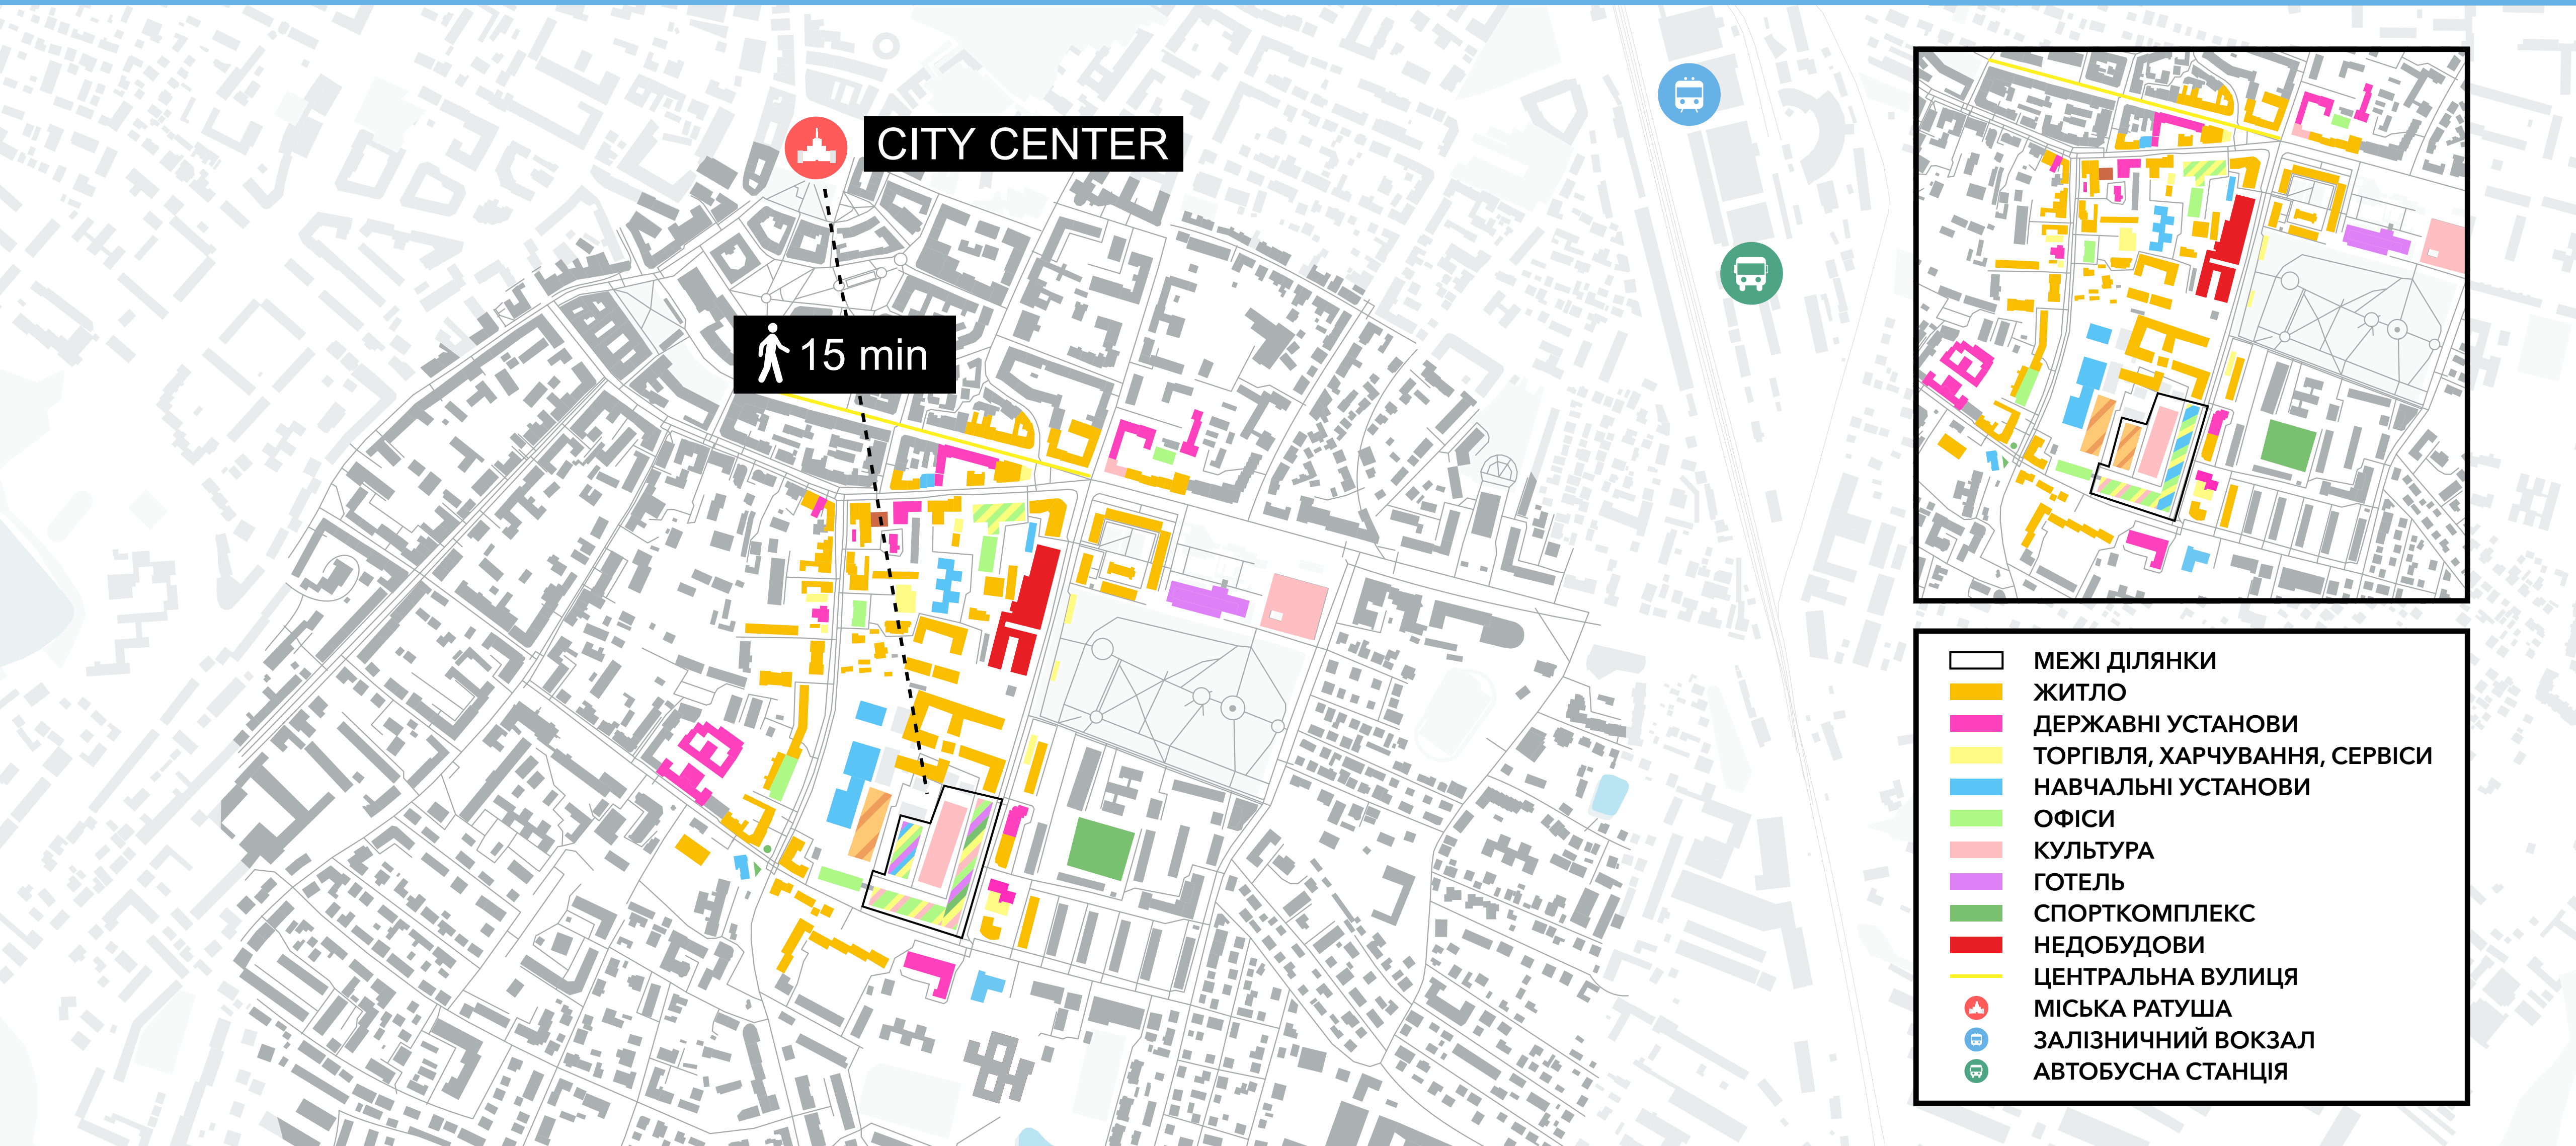 CITY CENTER
15 min
МЕЖІ ДІЛЯНКИ
ЖИТЛО
ДЕРЖАВНІ УСТАНОВИ
ТОРГІВЛЯ, ХАРЧУВАННЯ, СЕРВІСИ
НАВЧАЛЬНІ УСТАНОВИ
ОФІСИ
КУЛЬТУРА
ГОТЕЛЬ
СПОРТКОМПЛЕКС
НЕДОБУДОВИ
ЦЕНТРАЛЬНА ВУЛИЦЯ
МІСЬКА РАТУША
ЗАЛІЗНИЧНИЙ ВОКЗАЛ
АВТОБУСНА СТАНЦІЯ